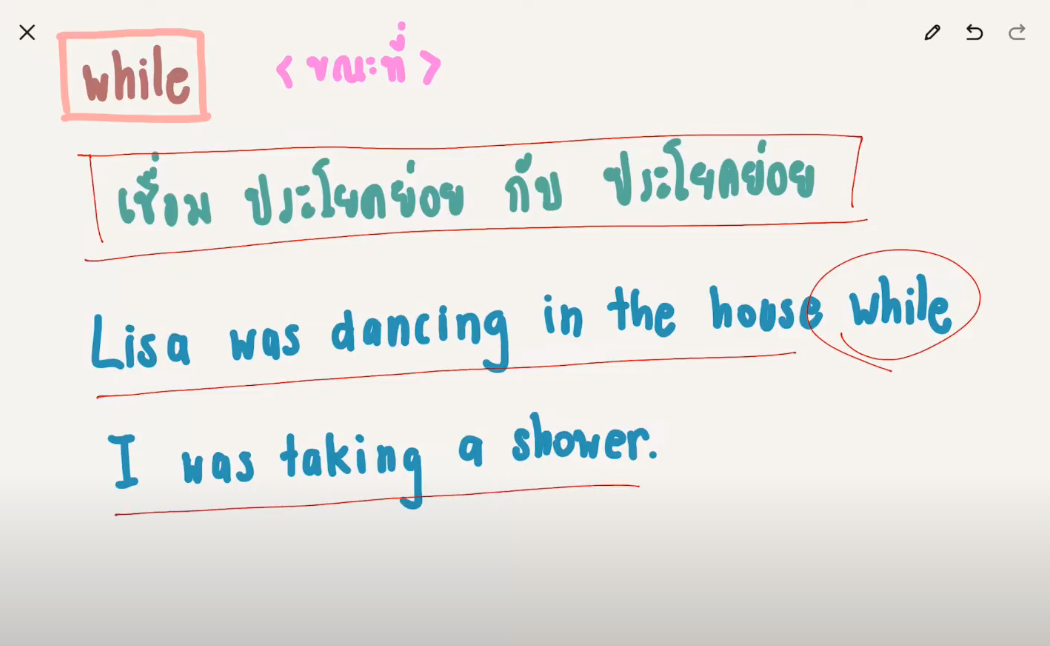 while < ขณะที่ >
เชื่อม ประโยคย่อย กับ ประโยคย่อย
Lisa was dancing in the house while
I was taking a shower.